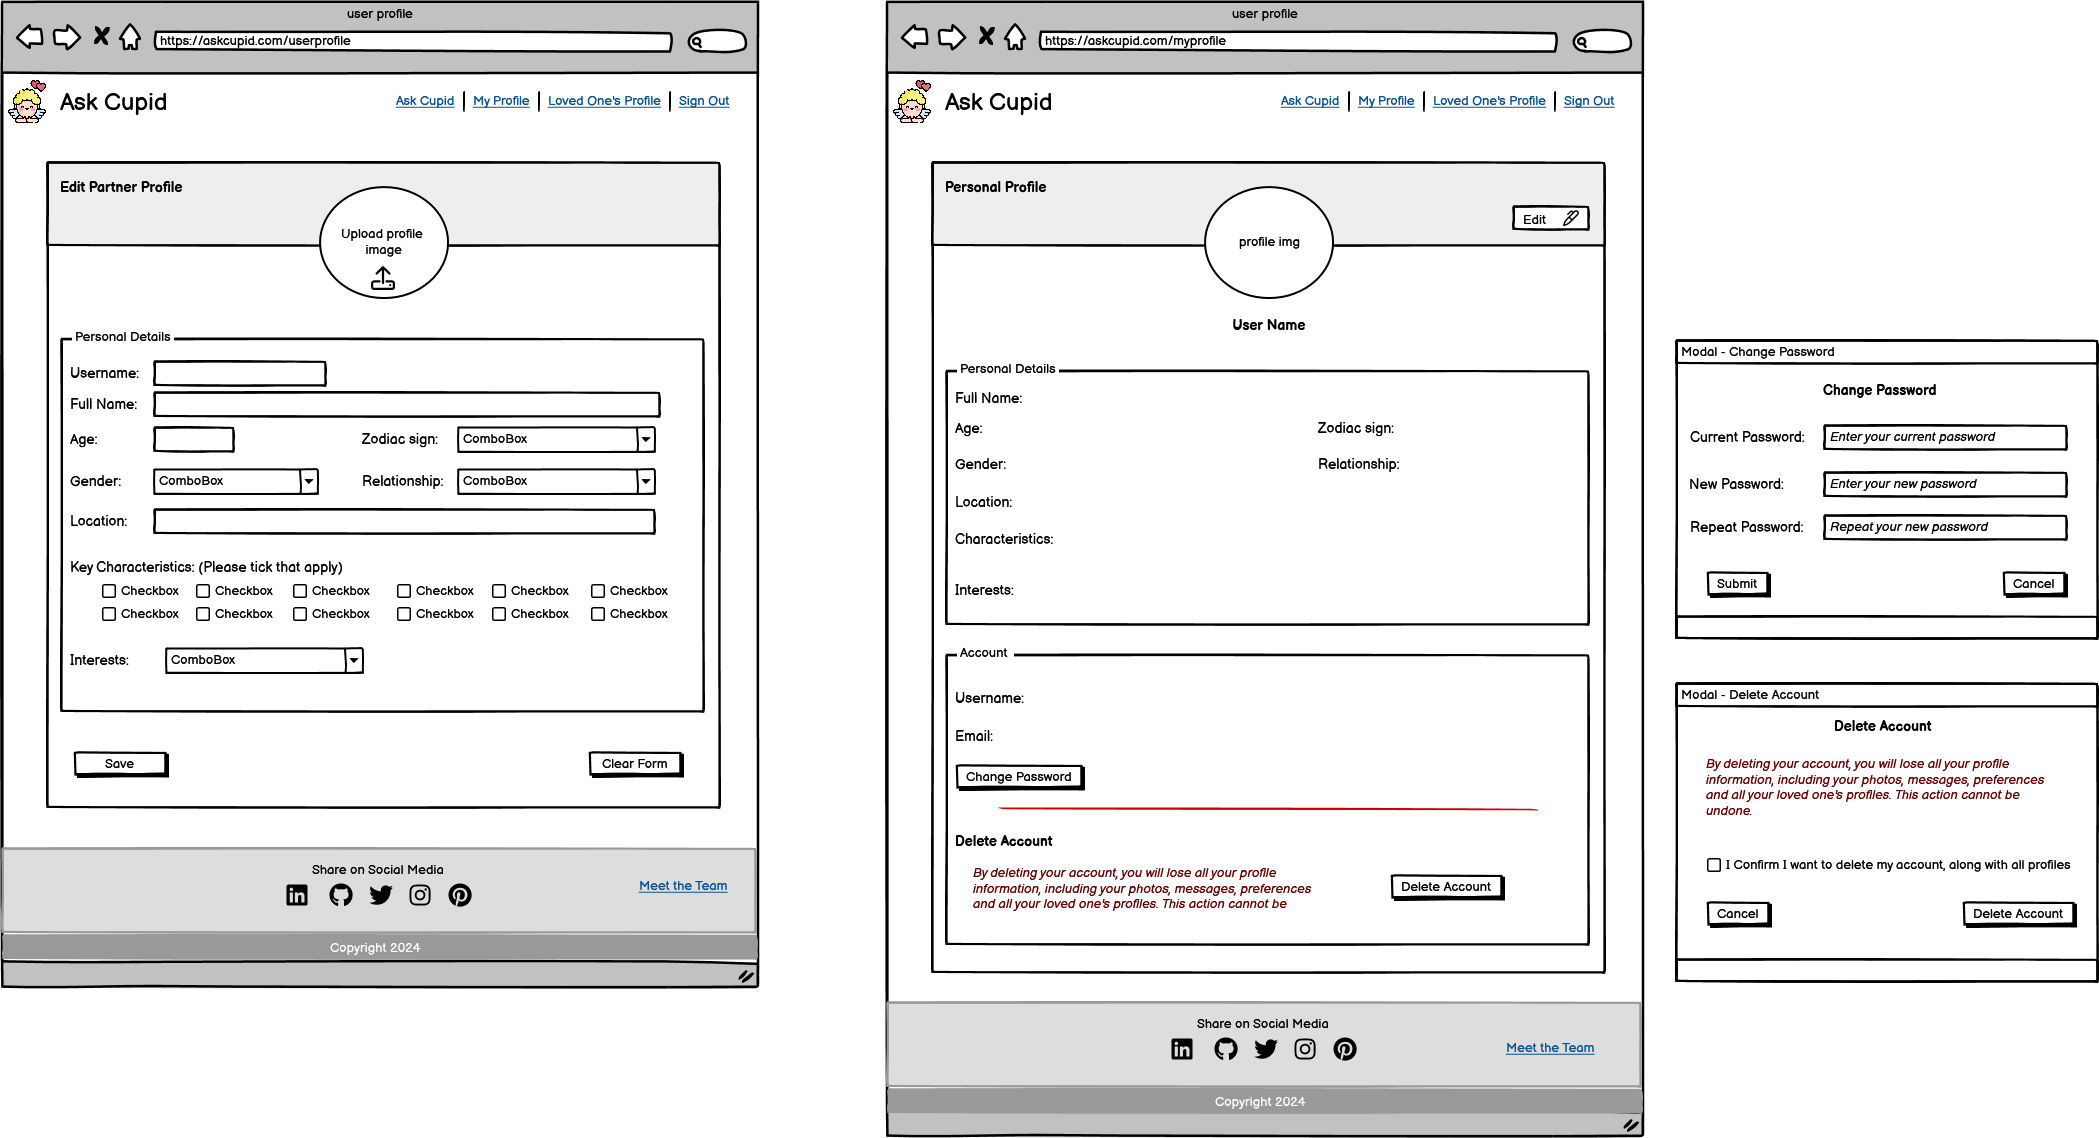 user profile
https://askcupid.com/userprofile
Ask Cupid
Ask Cupid My Profile Loved One's Profile Sign Out
Edit Partner Profile
Upload profile
image
Personal Details
Username:
Full Name:
Age: Zodiac sign: ComboBox
Gender: ComboBox Relationship: ComboBox
Location:
Key Characteristics: (Please tick that apply)
Checkbox Checkbox Checkbox Checkbox Checkbox Checkbox
Checkbox Checkbox Checkbox Checkbox Checkbox Checkbox
Interests: ComboBox
Save Clear Form
Share on Social Media
Meet the Team
Copyright 2024
user profile
https://askcupid.com/myprofile
Ask Cupid
Ask Cupid My Profile Loved One's Profile Sign Out
Personal Profile
Edit
profile img
User Name
Personal Details
Full Name:
Age: Zodiac sign:
Gender: Relationship:
Location:
Characteristics:
Interests:
Account
Username:
Email:
Change Password
Delete Account
By deleting your account, you will lose all your profile
information, including your photos, messages, preferences
and all your loved one's profiles. This action cannot be
Delete Account
Share on Social Media
Meet the Team
Copyright 2024
Modal - Change Password
Change Password
Current Password: Enter your current password
New Password: Enter your new password
Repeat Password: Repeat your new password
Submit Cancel
Modal - Delete Account
Delete Account
By deleting your account, you will lose all your profile
information, including your photos, messages, preferences
and all your loved one's profiles. This action cannot be
undone.
I Confirm I want to delete my account, along with all profiles
Cancel Delete Account